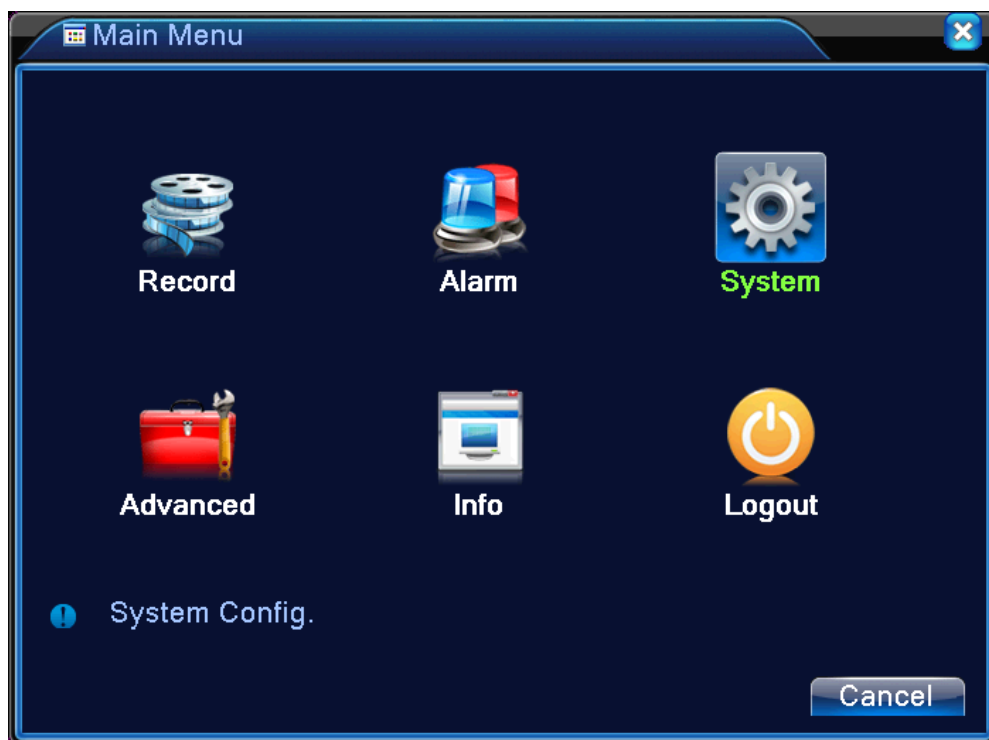 Main Menu
Record
Alarm
System
Advanced
Info
Logout
System Config.
Cancel